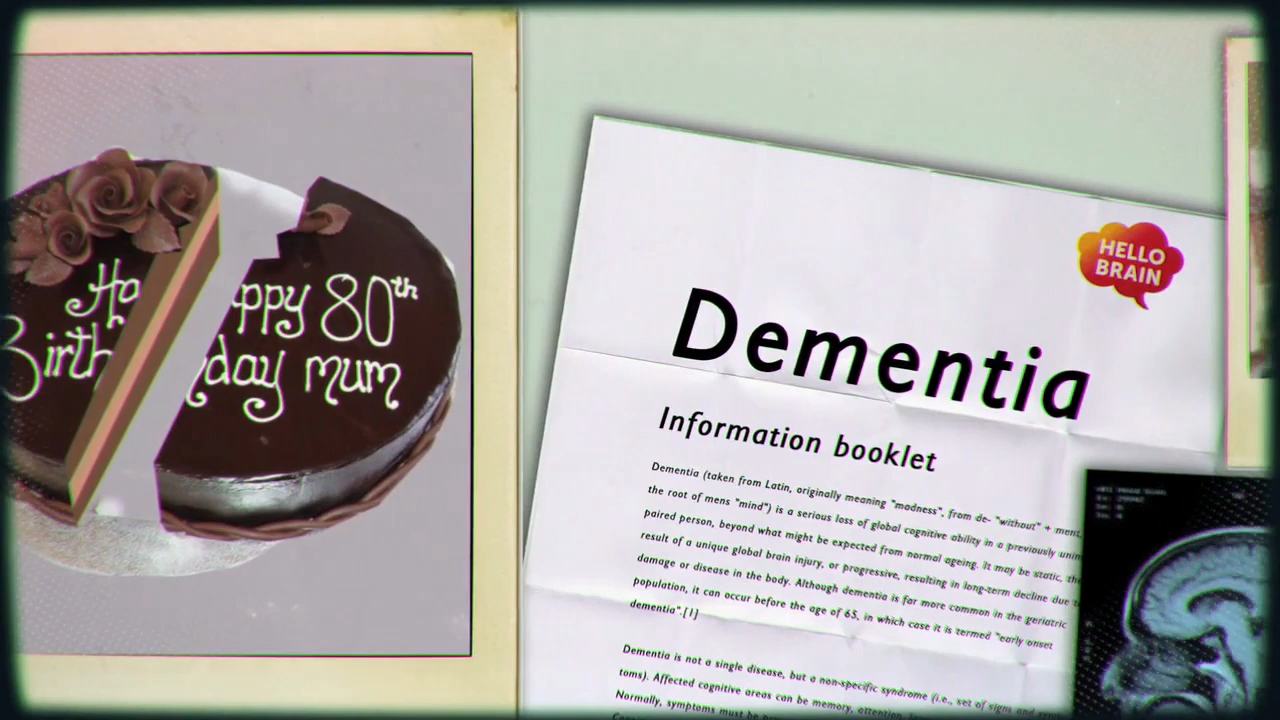 Ha ppy 80th
Birth day mum
HELLO
BRAIN
Dementia
Information booklet
Dementia (taken from Latin, originally meaning "madness", from de- "without" + ment,
the root of mens "mind") is a serious loss of global cognitive ability in a previously unim
paired person, beyond what might be expected from normal ageing. It may be static, the
result of a unique global brain injury, or progressive, resulting in long-term decline due to
damage or disease in the body. Although dementia is far more common in the geriatric
population, it can occur before the age of 65, in which case it is termed "early onset
dementia".[1]
Dementia is not a single disease, but a non-specific syndrome (i.e., set of signs and
toms). Affected cognitive areas can be memory, attention,
Normally, symptoms must be